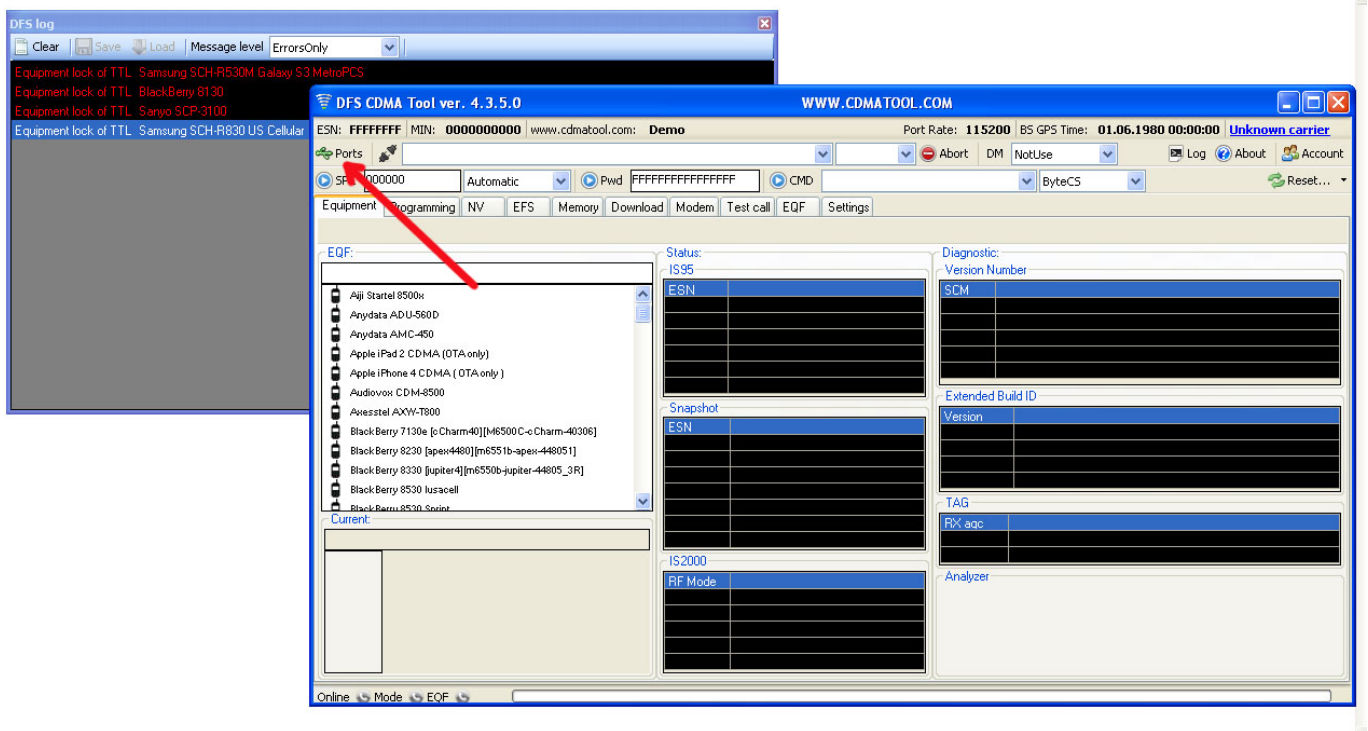 DFS log
Clear Save Load Message level ErrorsOnly
Equipment lock of TTL Samsung SCH-R530M Galaxy S3 MetroPCS
Equipment lock of TTL BlackBerry 8130
Equipment lock of TTL Sanyo SCP-3100
Equipment lock of TTL Samsung SCH-R830 US Cellular
DFS CDMA Tool ver. 4.3.5.0 WWW.CDMATOOL.COM
ESN: FFFFFFFF MIN: 0000000000 www.cdmatool.com: Demo Port Rate: 115200 BS GPS Time: 01.06.1980 00:00:00 Unknown carrier
Ports Abort DM NotUse Log About Account
000000 Automatic Pwd FFFFFFFFFFFFFFFF CMD ByteCS Reset...
Equipment Programming NV EFS Memory Download Modem Test call EQF Settings
EQF: Status: Diagnostic:
IS95 Version Number
ESN SCM
Aiji Startel 8500x
Anydata ADU-560D
Anydata AMC-450
Apple iPad 2 CDMA (OTA only)
Apple iPhone 4 CDMA ( OTA only )
Audiovox CDM-8500
Extended Build ID
Axesstel AXW-T800
Snapshot
Version
ESN
BlackBerry 7130e [cCharm40][M6500C-cCharm-40306]
BlackBerry 8230 [apex4480][m6551b-apex-448051]
BlackBerry 8330 [jupiter4][m6550b-jupiter-44805_3R]
BlackBerry 8530 Iusacell
BlackBerry 8530 Sprint
TAG
Current:
RX agc
IS2000
RF Mode
Analyzer
Online Mode EQF